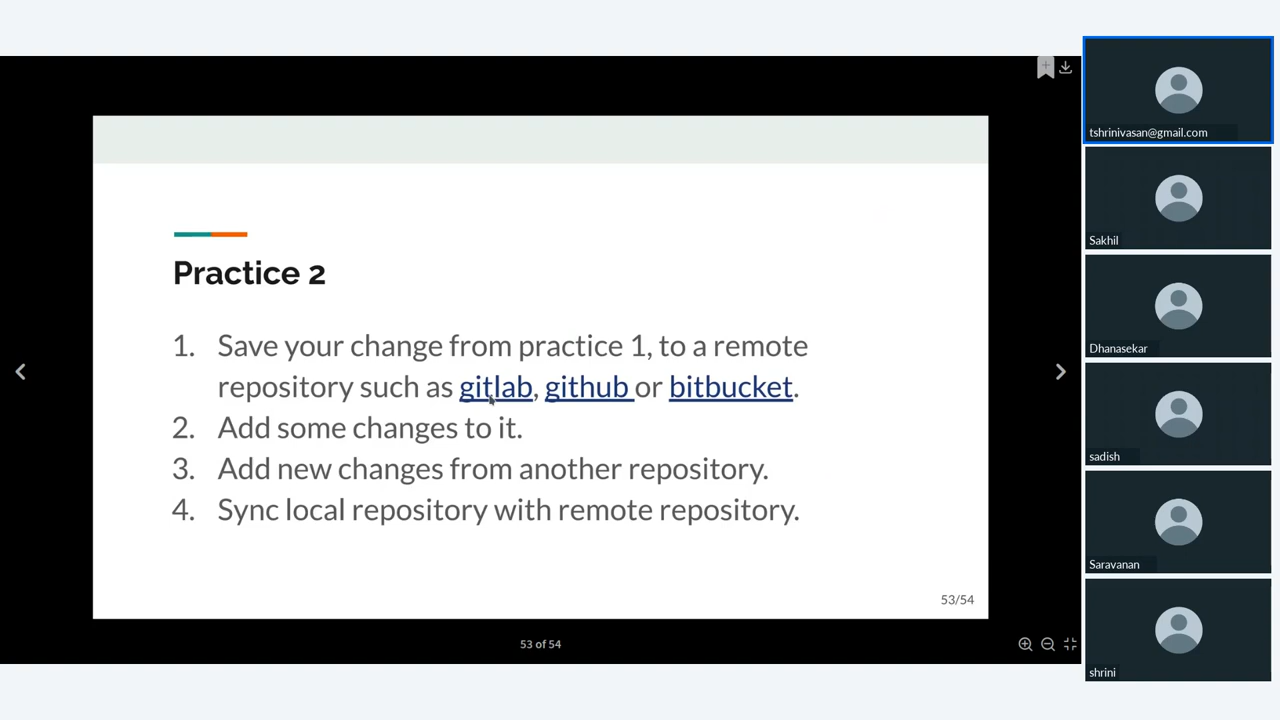 Practice 2
1. Save your change from practice 1, to a remote
repository such as gitlab, github or bitbucket.
2. Add some changes to it.
3. Add new changes from another repository.
4. Sync local repository with remote repository.
53/54
53 of 54
tshrinivasan@gmail.com
Sakhil
Dhanasekar
sadish
Saravanan
shrini